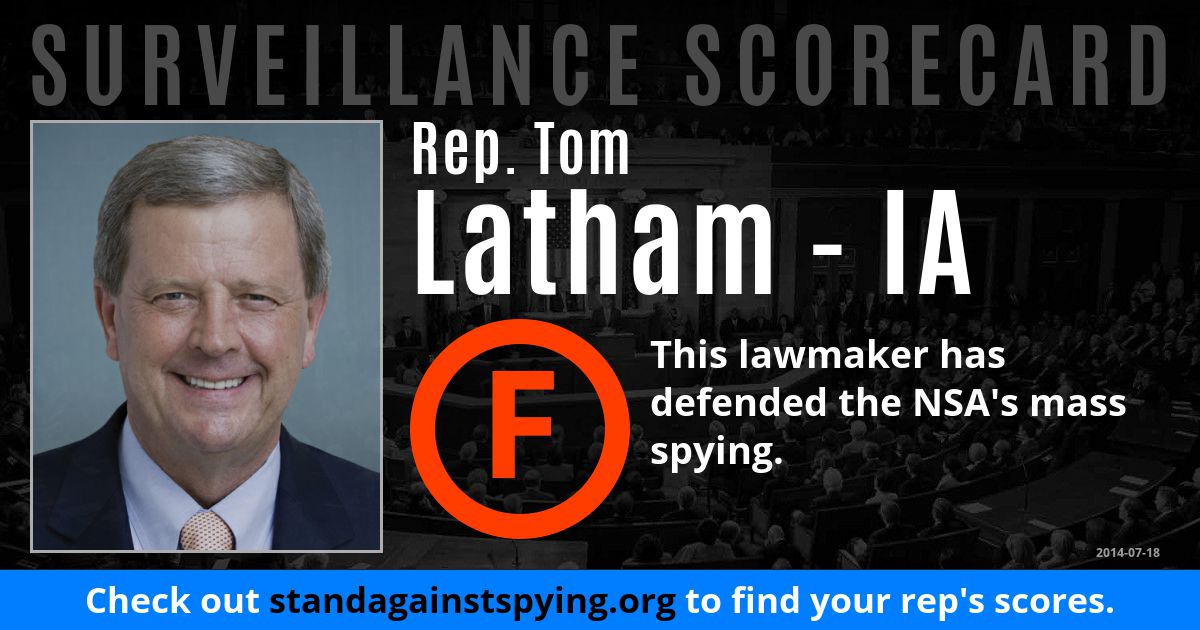 SURVEILLANCE SCORECARD
Rep. Tom
Latham - IA
F
This lawmaker has
defended the NSA's mass
spying.
2014-07-18
Check out standagainstspying.org to find your rep's scores.